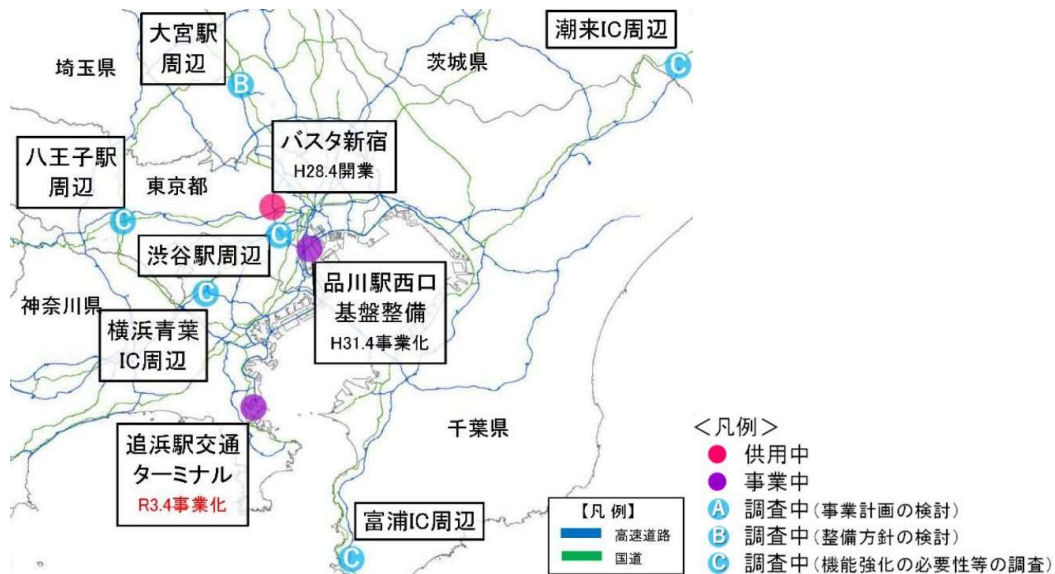 大宮駅
周辺
潮来IC周辺
埼玉県
茨城県
B
C
バスタ新宿
H28.4開業
八王子駅
周辺
東京都
C
C
渋谷駅周辺
品川駅西口
基盤整備
H31.4事業化
神奈川県
C
横浜青葉
IC周辺
追浜駅交通
ターミナル
R3.4事業化
千葉県
富浦IC周辺
C
【凡 例】
高速道路
国道
＜凡例＞
供用中
事業中
A 調査中(事業計画の検討)
B 調査中(整備方針の検討)
C 調査中(機能強化の必要性等の調査)